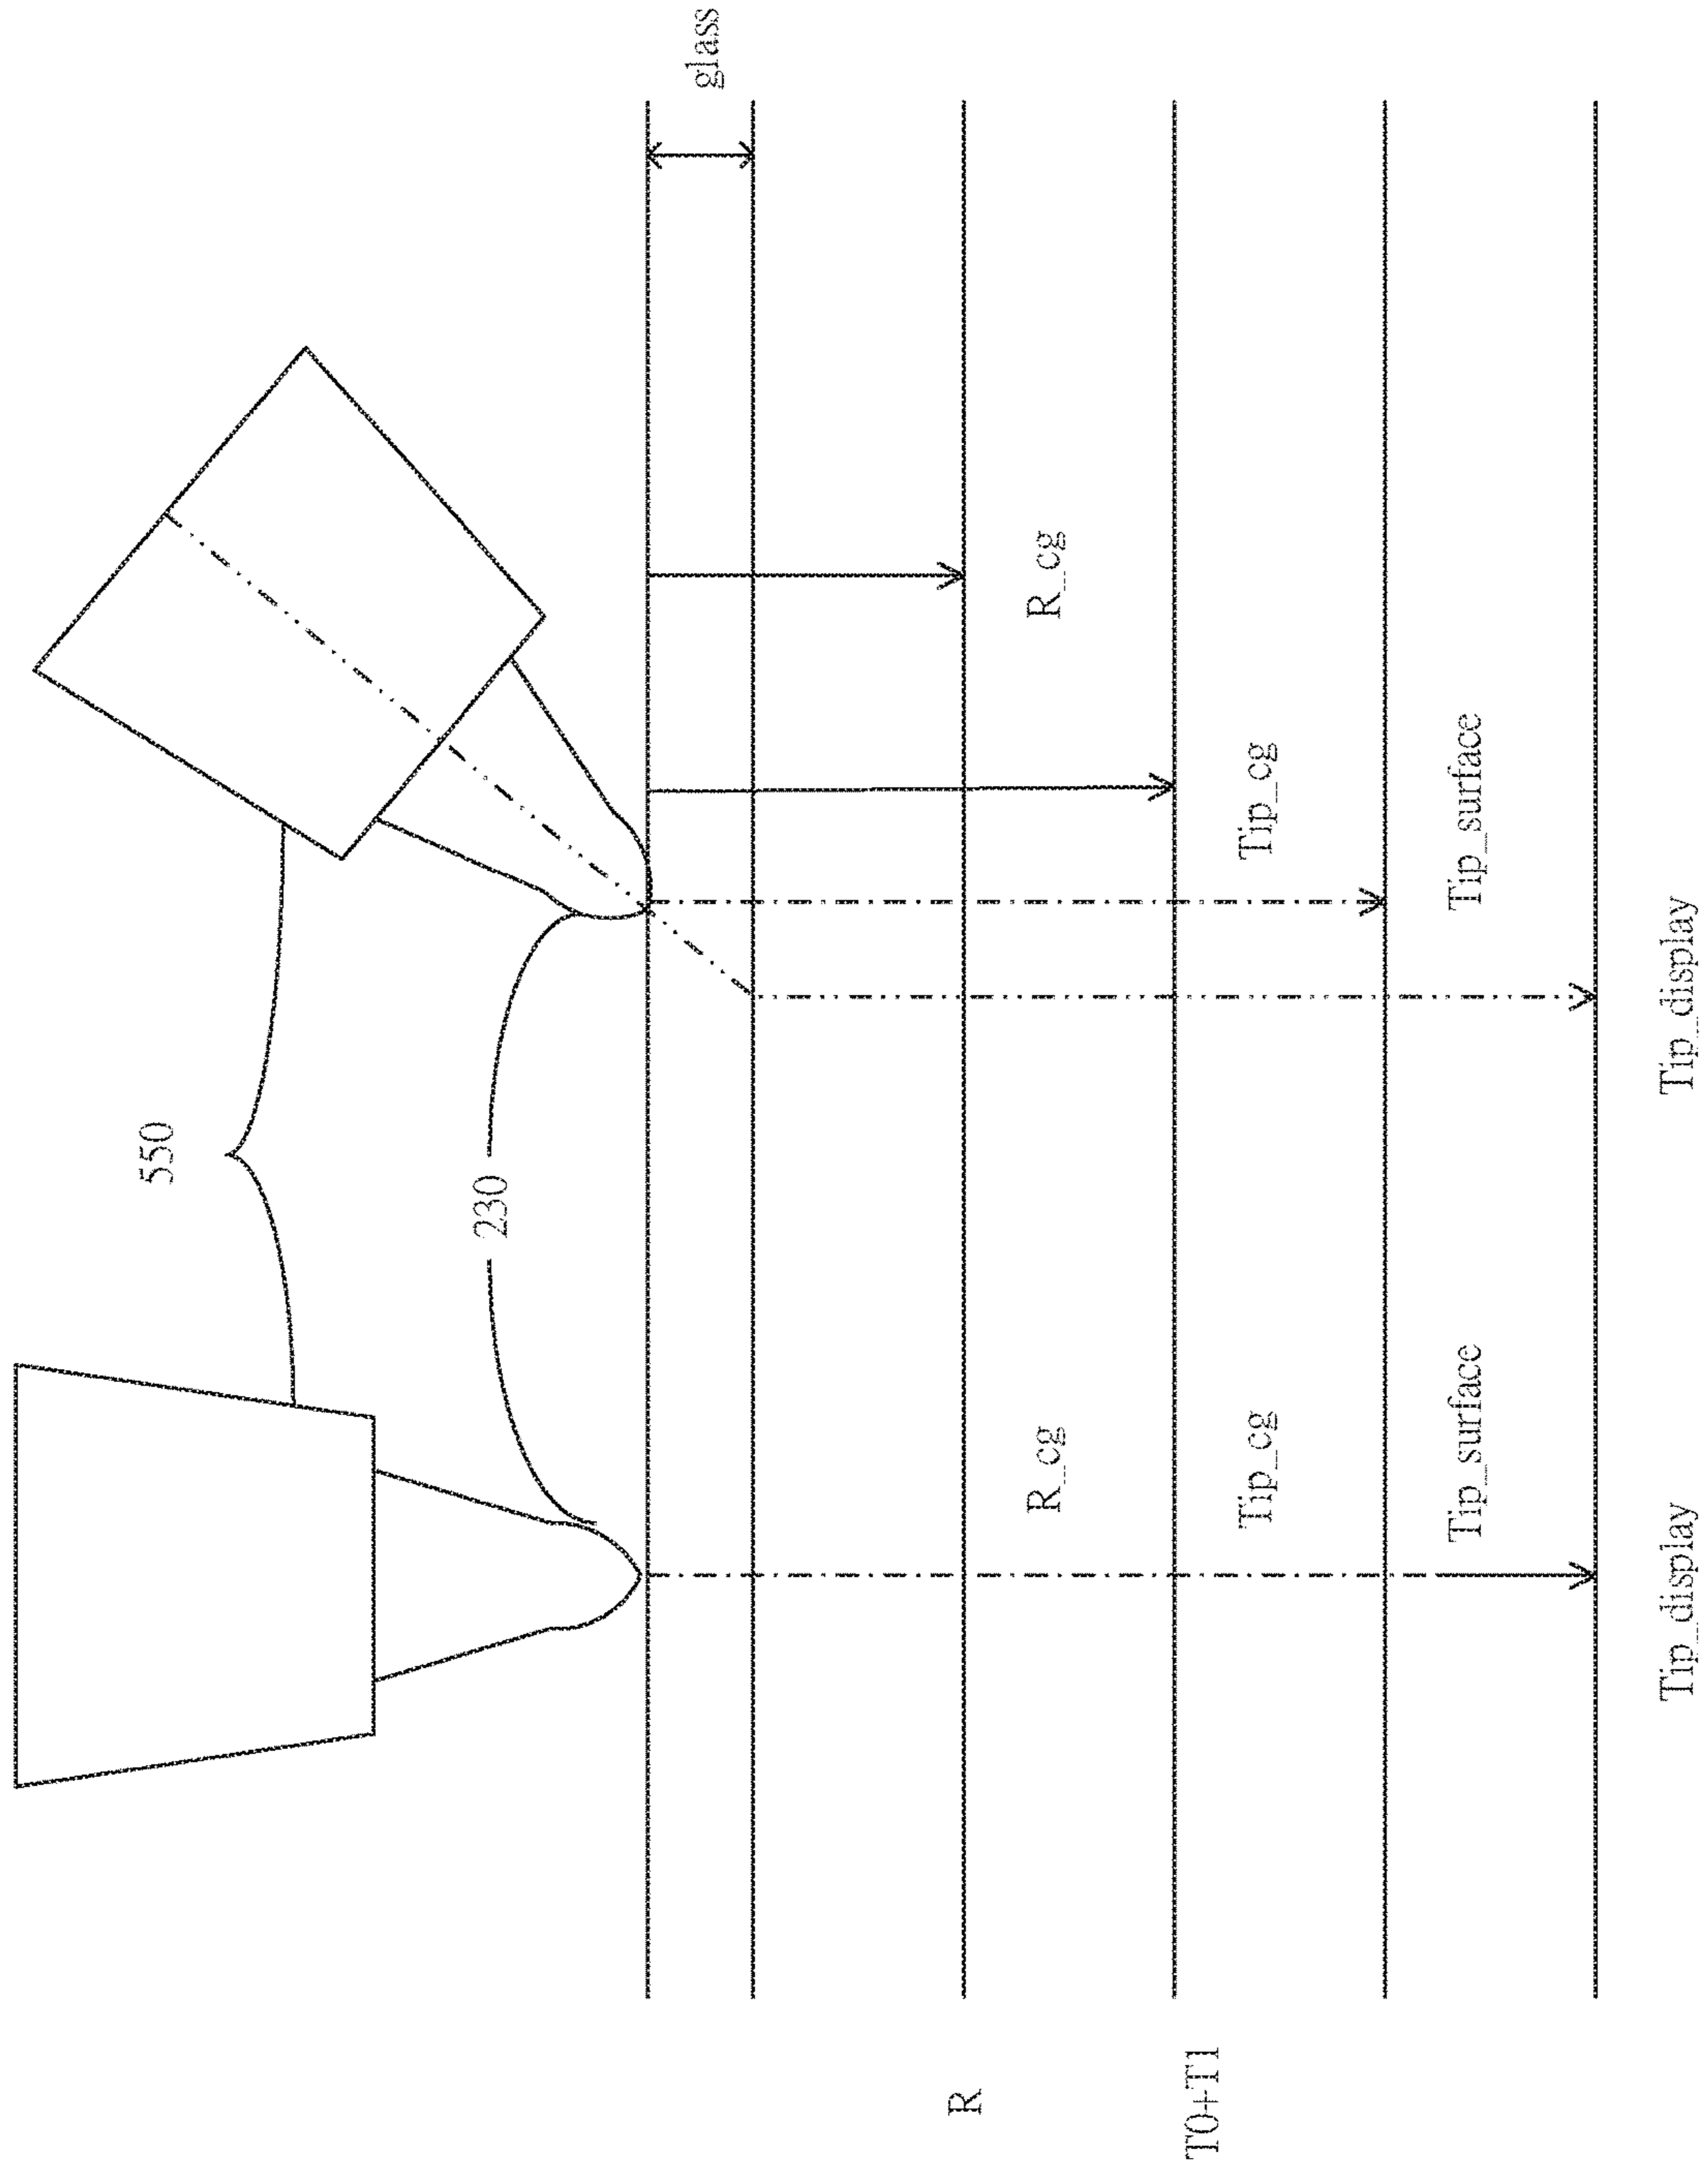 550
230
glass
R
R_cg
R_cg
T0+T1
Tip_cg
Tip_cg
Tip_surface
Tip_surface
Tip_display
Tip_display